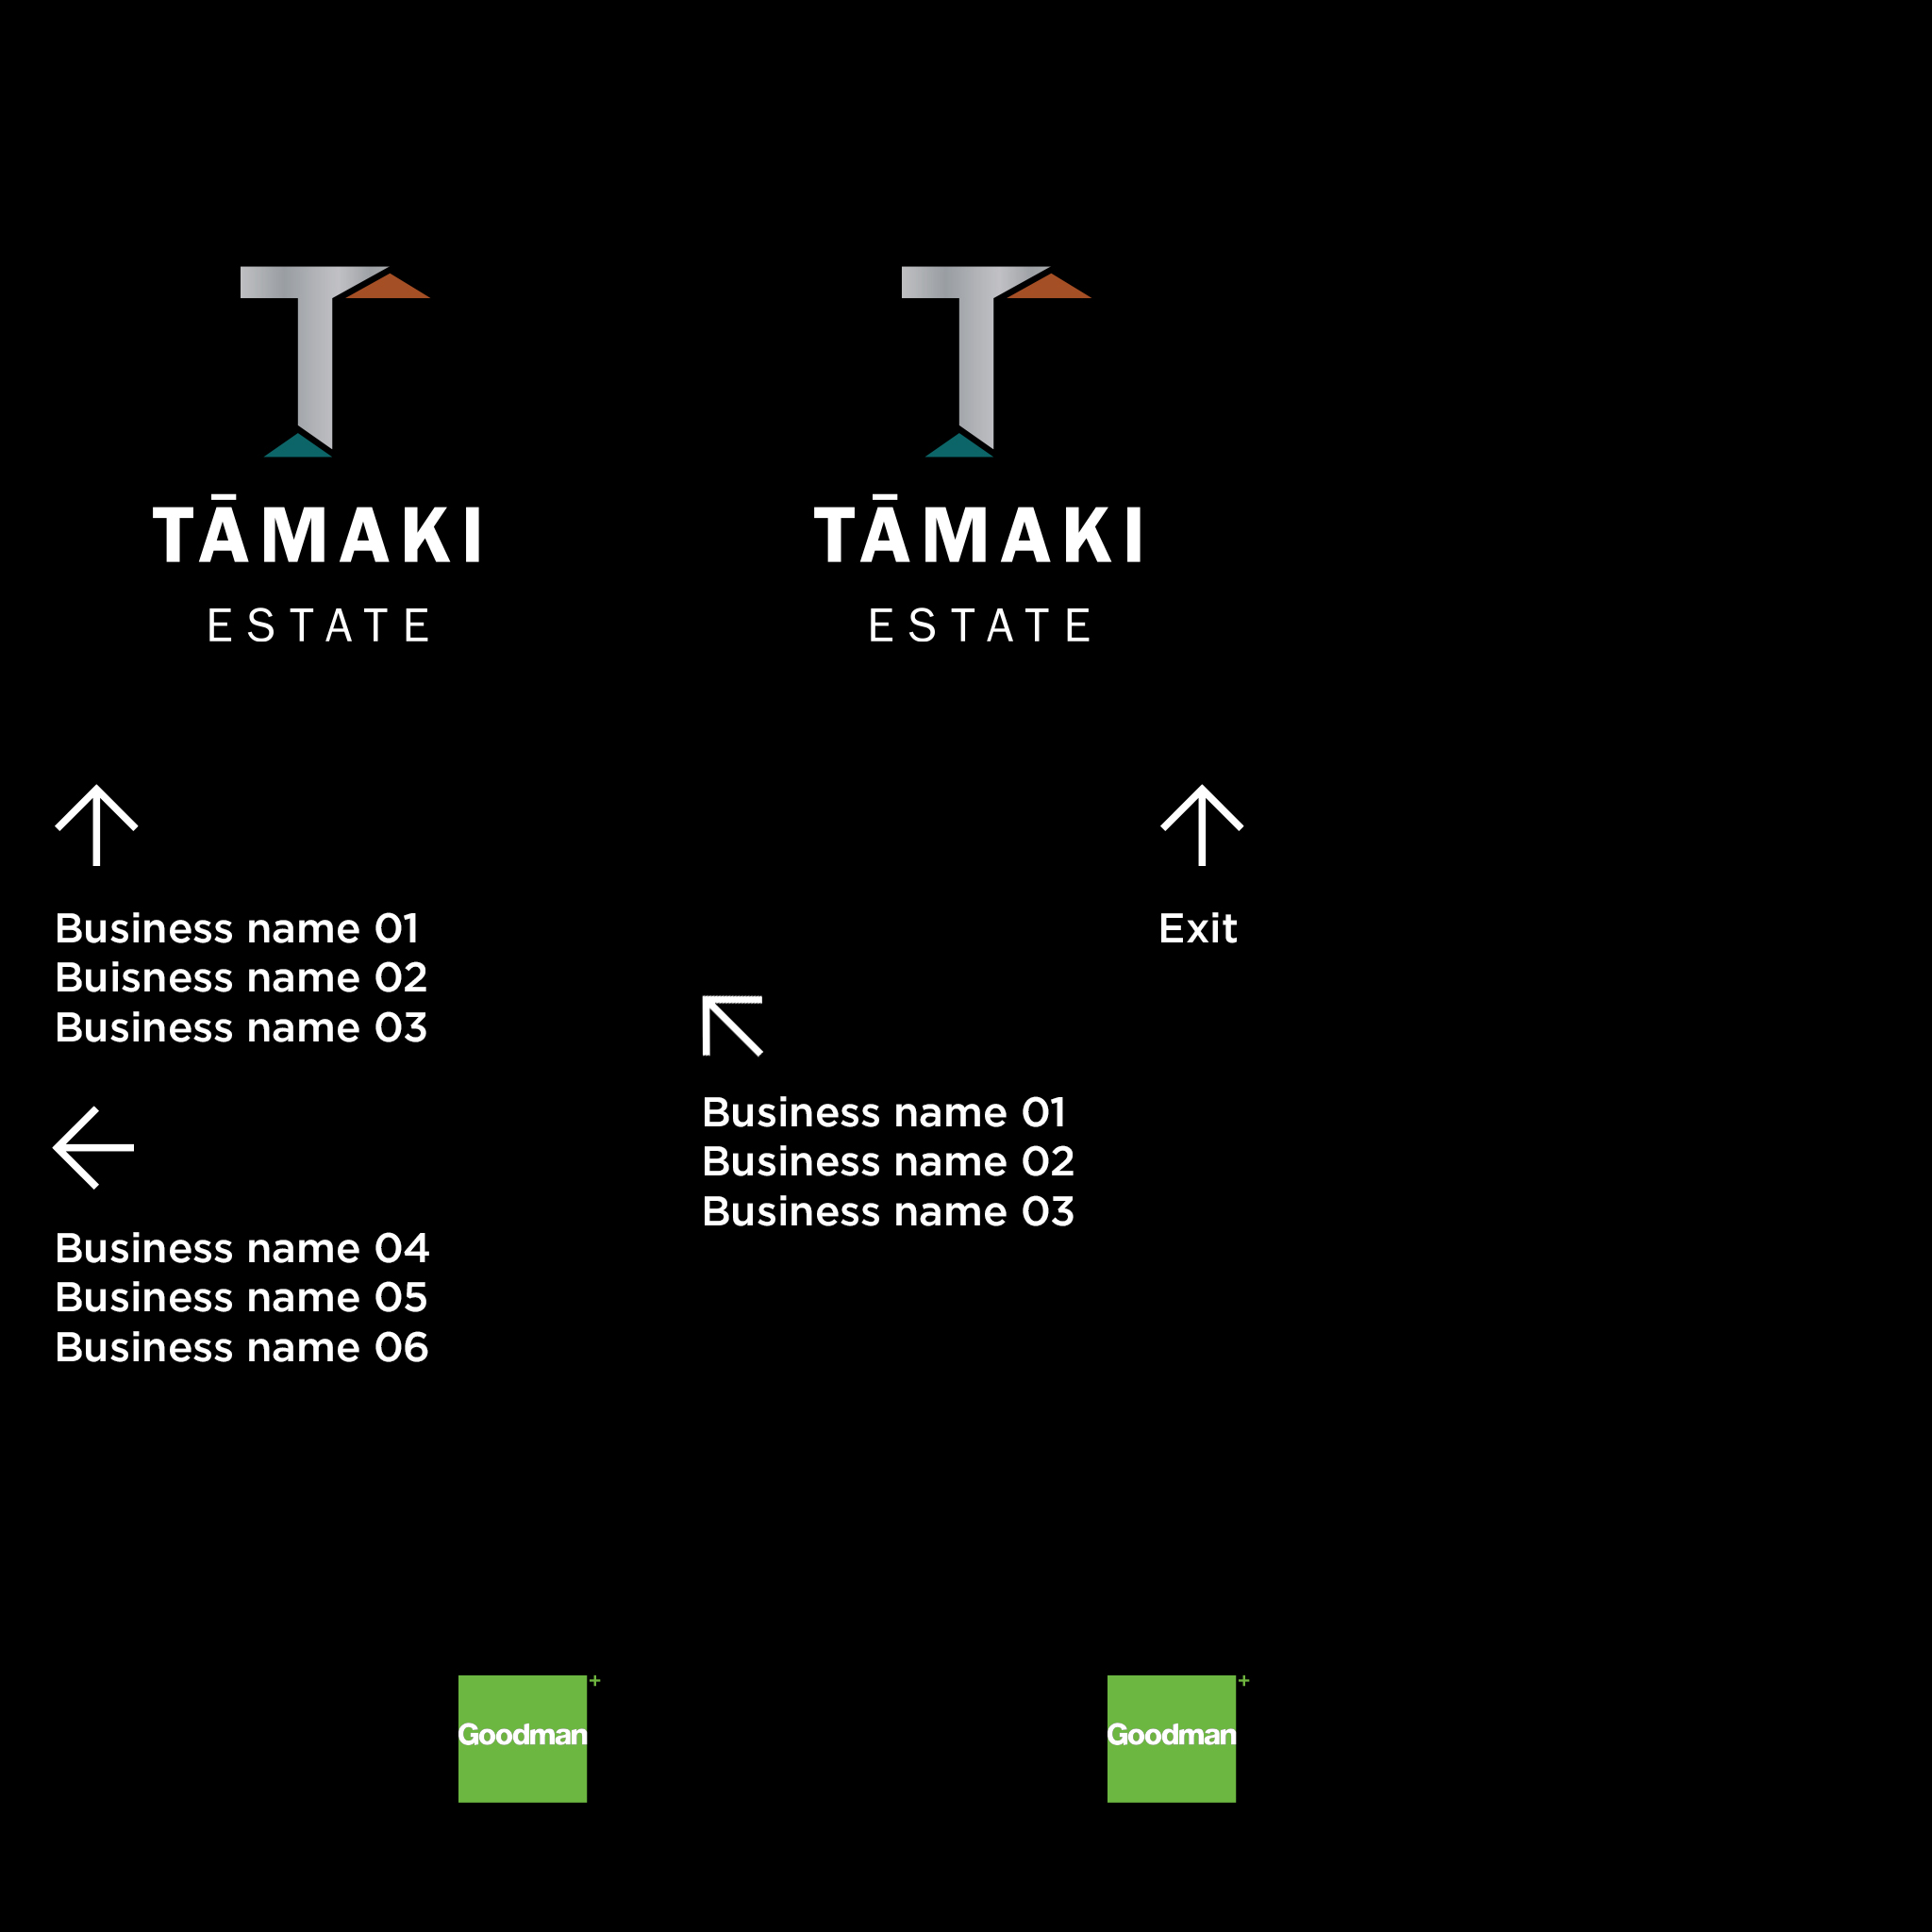 TĀMAKI
ESTATE
Business name 01
Buisness name 02
Business name 03
Business name 04
Business name 05
Business name 06
Goodman
TĀMAKI
ESTATE
Exit
Business name 01
Business name 02
Business name 03
Goodman